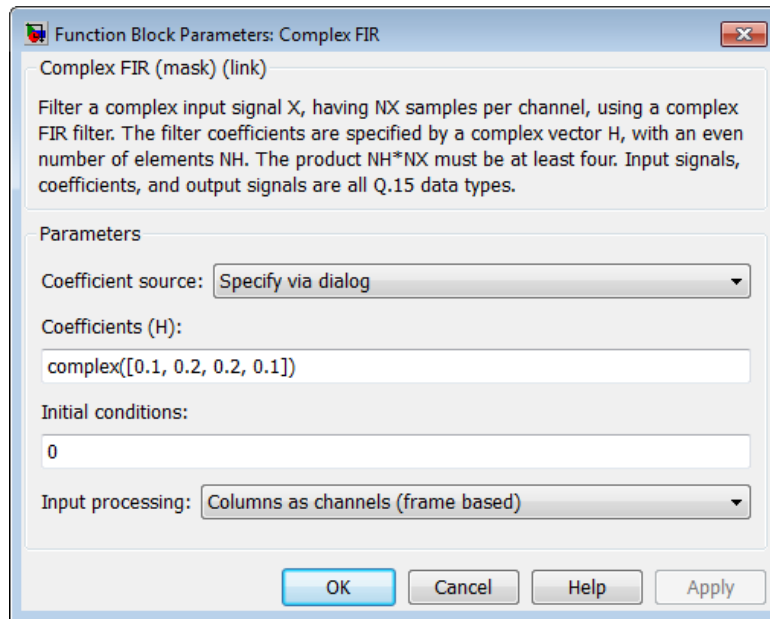 Function Block Parameters: Complex FIR
Complex FIR (mask) (link)
Filter a complex input signal X, having NX samples per channel, using a complex
FIR filter. The filter coefficients are specified by a complex vector H, with an even
number of elements NH. The product NH*NX must be at least four. Input signals,
coefficients, and output signals are all Q.15 data types.
Parameters
Coefficient source: Specify via dialog
Coefficients (H):
complex([0.1, 0.2, 0.2, 0.1])
Initial conditions:
0
Input processing: Columns as channels (frame based)
OK Cancel Help Apply